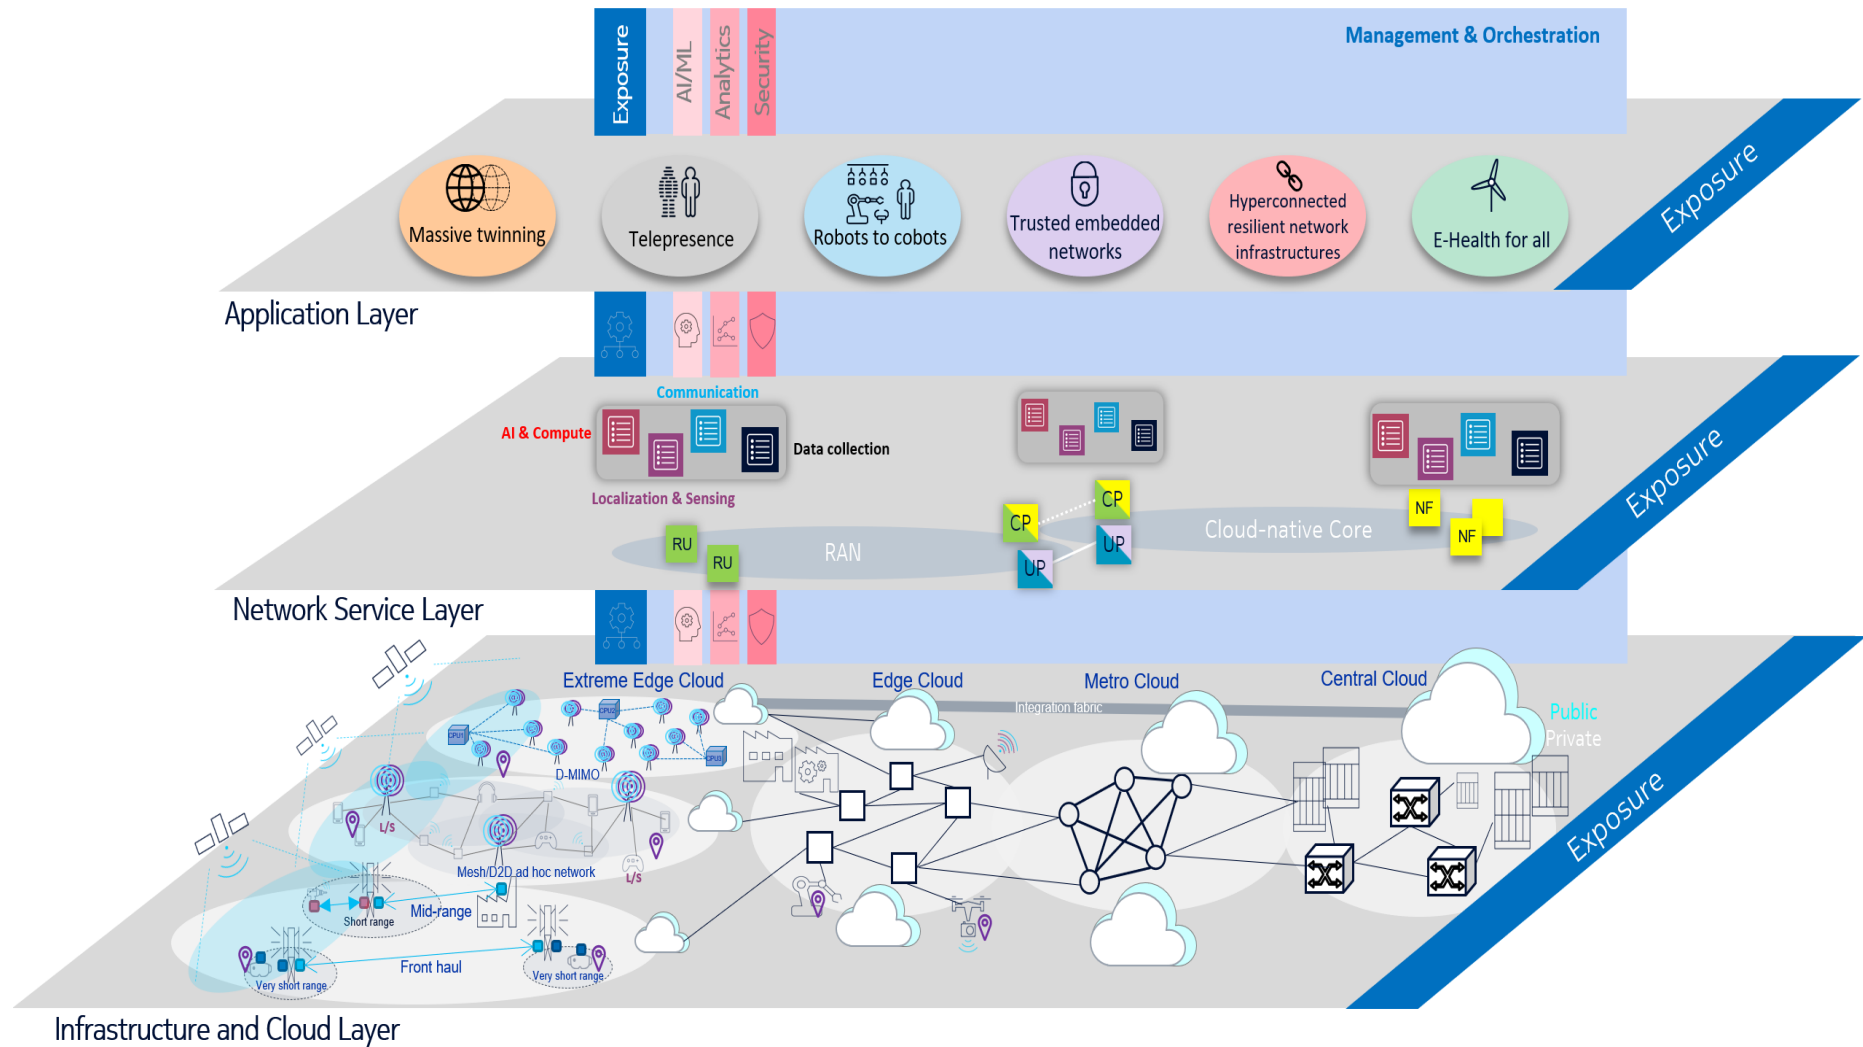 Management & Orchestration
Exposure
AI/ML
Analytics
Security
Exposure
Massive twinning
Telepresence
Robots to cobots
Trusted embedded
networks
Hyperconnected
resilient network
infrastructures
E-Health for all
Application Layer
Communication
AI & Compute
Data collection
Localization & Sensing
Exposure
CP
CP
UP
UP
RU
RU
RAN
Cloud-native Core
NF
NF
Network Service Layer
Extreme Edge Cloud
Edge Cloud
Metro Cloud
Central Cloud
Integration fabric
Public
Private
CPU1
CPU2
CPU3
D-MIMO
L/S
Mesh/D2D ad hoc network
L/S
Short range
Mid-range
Front haul
Very short range
Very short range
Exposure
Infrastructure and Cloud Layer